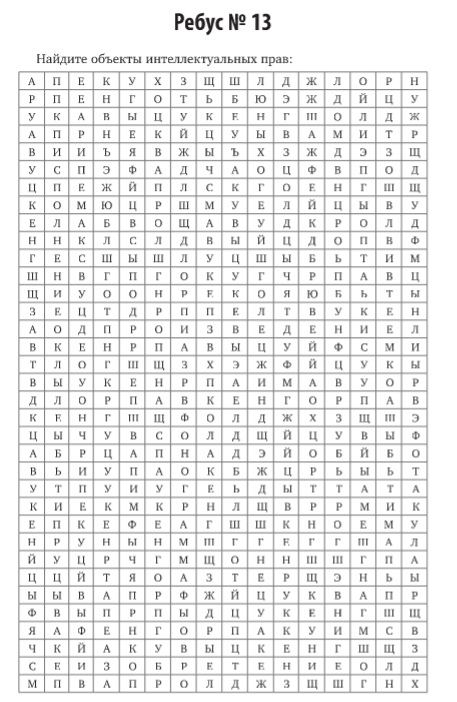 Ребус № 13
Найдите объекты интеллектуальных прав:
А П Е К У Х З Щ Ш Л Д Ж Л О Р Н
Р П Е Н Г О Т Ь Б Ю Э Ж Д Й Ц У
У К А В Ы Ц У К Е Н Г Ш О Л Д Ж
А П Р Н Е К Й Ц У Ы В А М И Т Р
В И И Ъ Я В Ж Ы Ъ Х З Ж Д Э З Щ
У С П Э Ф А Д Ч А О Ц Ф В П О Д
Ц П Е Ж Й П Л С К Г О Е Н Г Ш Щ
К О М Ю Ц Р Ш М У Е Л Й Ц Ы В У
Е Л А Б В О Щ А В У Д К Р О Л Д
Н Н К Л С Л Д В Ы Й Ц Д О П В Ф
Г Е С Ш Ы Ш Л У Ц Ш Ы Б Ь Т И М
Ш Н В Г П Г О К У Г Ч Р П А В Ц
Щ И У О О Н Р Е К О Я Ю Б Ь Т Ы
З Е Ц Т Д Р П П Е Л Т В У К Е Н
А О Д П Р О И З В Е Д Е Н И Е Л
В К Е Н Р П А В Ы Ц У Й Ф С М И
Т Л О Г Ш Щ З Х Э Ж Ф Й Ц У К Ы
В Ы У К Е Н Р П А И М А В У О Р
Д Л О Р П А В К Е Н Г О Р П А В
К Е Н Г Ш Щ Ф О Л Д Ж Х З Щ Ш Э
Ц Ы Ч У В С О Л Д Щ Й Ц У В Ы Ф
А Б Р Ц А П Н А Д Э Й О Б Й Б О
В Ь И У П А О К Б Ж Ц Р Ь Ы Ь Т
У Т П У И У Г Е Ь Д Ы Т Т А Т А
К И Е К М К Р Н Л Щ В Р Р М И К
Е П К Е Ф Е А Г Ш Ш К Н О Е М У
Н Р У Н Ы Н М Ш Г Г Е Г Г Ш А Л
Й У Ц Р Ч Г М Щ О Н Н Ш Ш Г П А
Ц Ц Й Т Я О А З Т Е Р Щ Э Н Ь Ы
Ы Ы В А П Р Ф Ж Й Ц У К В А П Р
Ф В Ы П Р П Ы Д Ц У К Е Н Г Ш Щ
Я А Ф Е Н Г О Р П А К У И М С В
Ч К Й А К У В Ы Ц К Е Н Г Ш Щ З
С Е И З О Б Р Е Т Е Н И Е О Л Д
М П В А П Р О Л Д Ж З Щ Ш Г Н Х